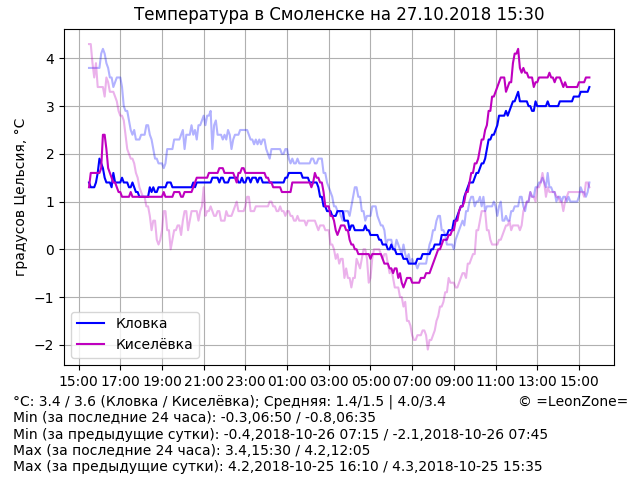 Температура в Смоленске на 27.10.2018 15:30
градусов Цельсия, °C
4
3
2
1
0
−1
−2
Кловка
Киселёвка
15:00 17:00 19:00 21:00 23:00 01:00 03:00 05:00 07:00 09:00 11:00 13:00 15:00
°C: 3.4 / 3.6 (Кловка / Киселёвка); Средняя: 1.4/1.5 | 4.0/3.4 © =LeonZone=
Min (за последние 24 часа): -0.3,06:50 / -0.8,06:35
Min (за предыдущие сутки): -0.4,2018-10-26 07:15 / -2.1,2018-10-26 07:45
Max (за последние 24 часа): 3.4,15:30 / 4.2,12:05
Max (за предыдущие сутки): 4.2,2018-10-25 16:10 / 4.3,2018-10-25 15:35